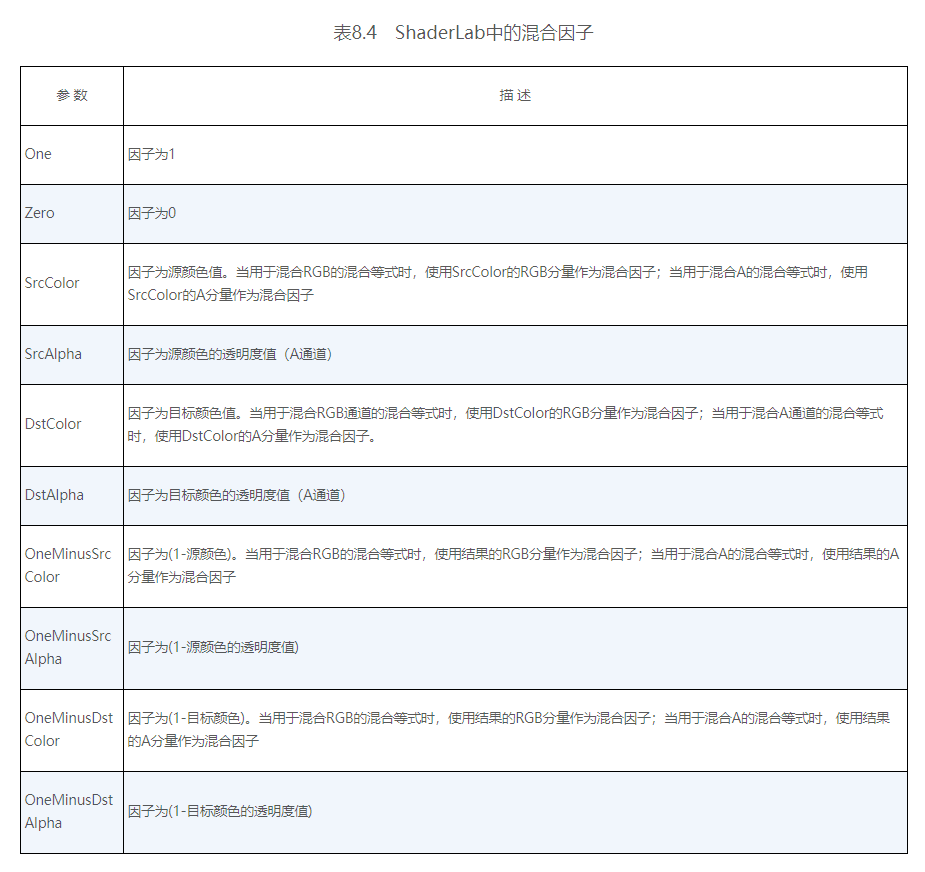 表8.4　ShaderLab中的混合因子
参 数
描 述
One
因子为1
Zero
因子为0
SrcColor
因子为源颜色值。当用于混合RGB的混合等式时，使用SrcColor的RGB分量作为混合因子；当用于混合A的混合等式时，使用
SrcColor的A分量作为混合因子
SrcAlpha
因子为源颜色的透明度值（A通道）
DstColor
因子为目标颜色值。当用于混合RGB通道的混合等式时，使用DstColor的RGB分量作为混合因子；当用于混合A通道的混合等式
时，使用DstColor的A分量作为混合因子。
DstAlpha
因子为目标颜色的透明度值（A通道）
OneMinusSrc
Color
因子为(1-源颜色)。当用于混合RGB的混合等式时，使用结果的RGB分量作为混合因子；当用于混合A的混合等式时，使用结果的A
分量作为混合因子
OneMinusSrc
Alpha
因子为(1-源颜色的透明度值)
OneMinusDst
Color
因子为(1-目标颜色)。当用于混合RGB的混合等式时，使用结果的RGB分量作为混合因子；当用于混合A的混合等式时，使用结果
的A分量作为混合因子
OneMinusDst
Alpha
因子为(1-目标颜色的透明度值)